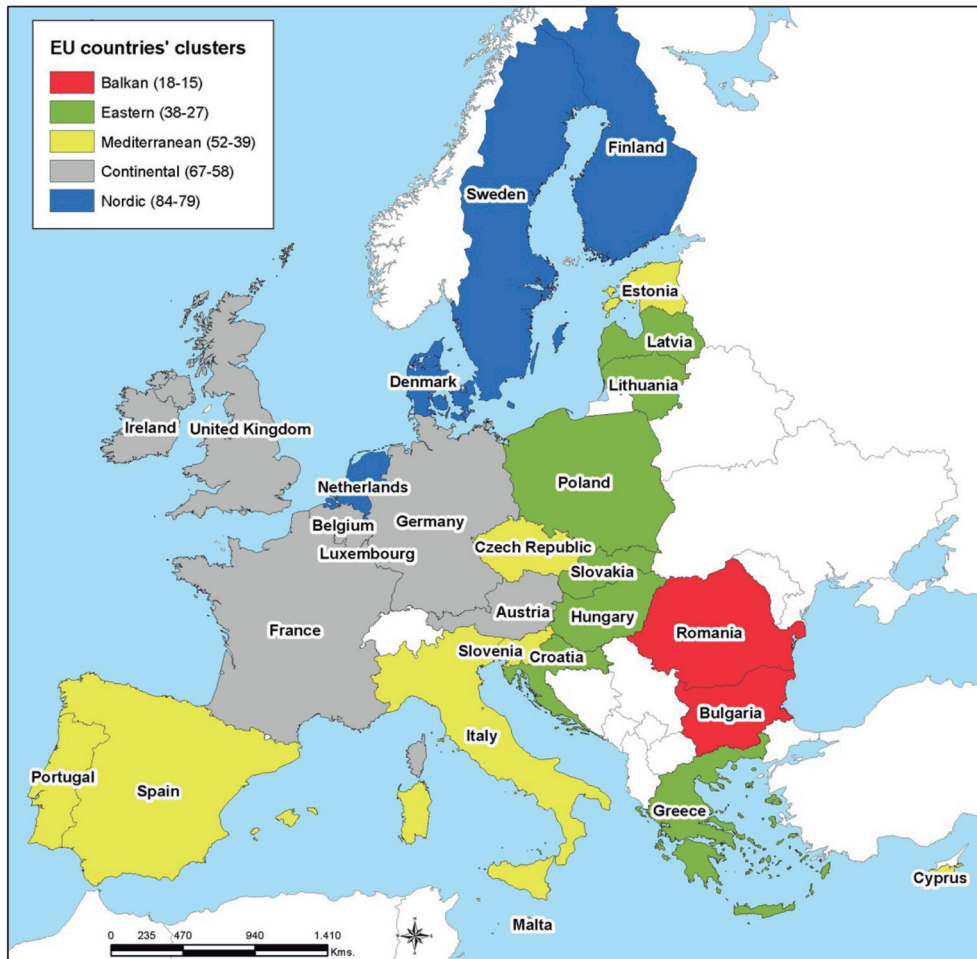 EU countries' clusters
Balkan (18-15)
Eastern (38-27)
Mediterranean (52-39)
Continental (67-58)
Nordic (84-79)
Finland
Sweden
Estonia
Latvia
Denmark
Lithuania
Ireland
United Kingdom
Poland
Netherlands
Belgium
Germany
Czech Republic
Luxembourg
Slovakia
Austria
Hungary
France
Romania
Slovenia
Croatia
Bulgaria
Italy
Portugal
Spain
Greece
Cyprus
Malta
0 235 470 940 1.410
Kms.